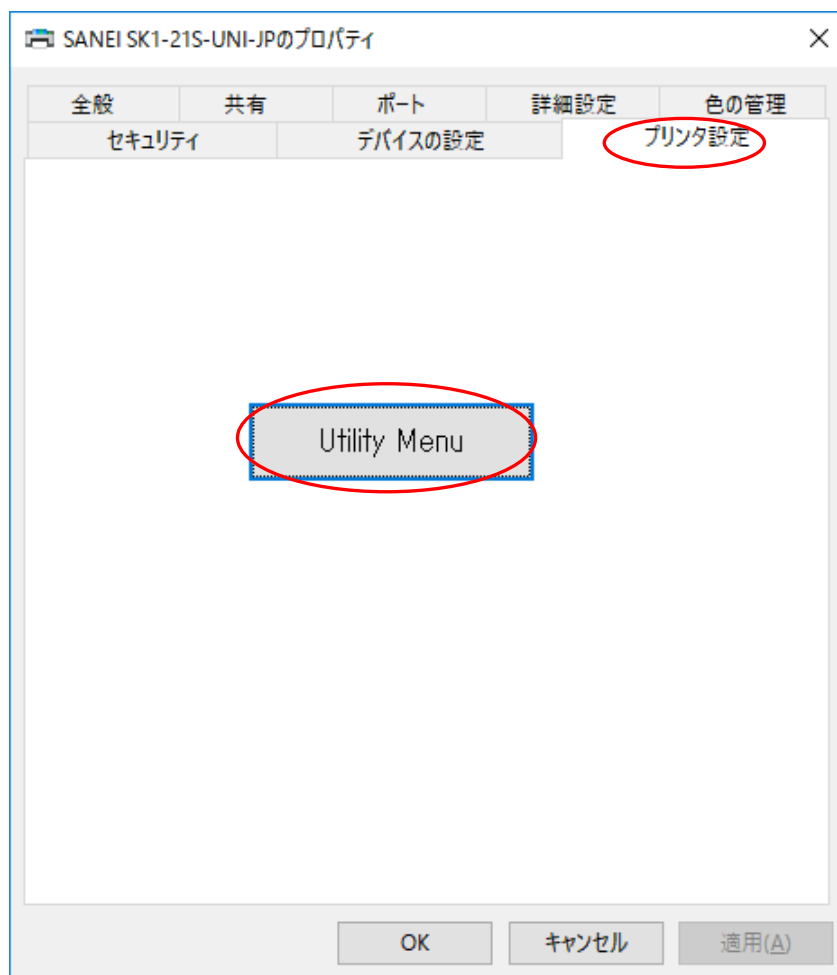 SANEI SK1-21S-UNI-JPのプロパティ
全般 共有 ポート 詳細設定 色の管理
セキュリティ デバイスの設定 プリンタ設定
Utility Menu
OK キャンセル 適用(A)